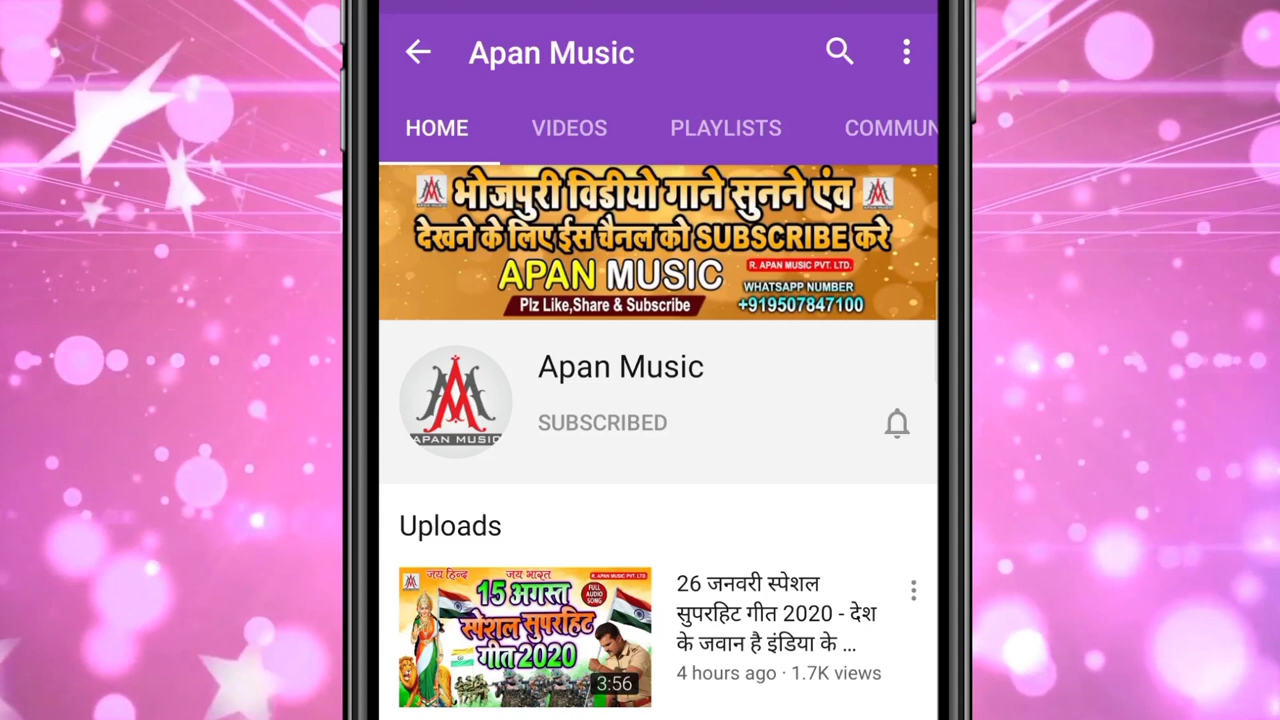 Apan Music
HOME VIDEOS PLAYLISTS COMMUN
भोजपुरी विडीयो गाने सुनने एंव
देखने के लिए ईस चैनल को SUBSCRIBE करे
APAN MUSIC
R. APAN MUSIC PVT. LTD.
WHATSAPP NUMBER
+919507847100
Plz Like,Share & Subscribe
Apan Music
SUBSCRIBED
APAN MUSIC
Uploads
जय हिन्द जय भारत
R. APAN MUSIC PVT. LTD
15 अगस्त
FULL
AUDIO
SONG
स्पेशल सुपरहिट
गीत 2020
3:56
26 जनवरी स्पेशल
सुपरहिट गीत 2020 - देश
के जवान है इंडिया के ...
4 hours ago · 1.7K views